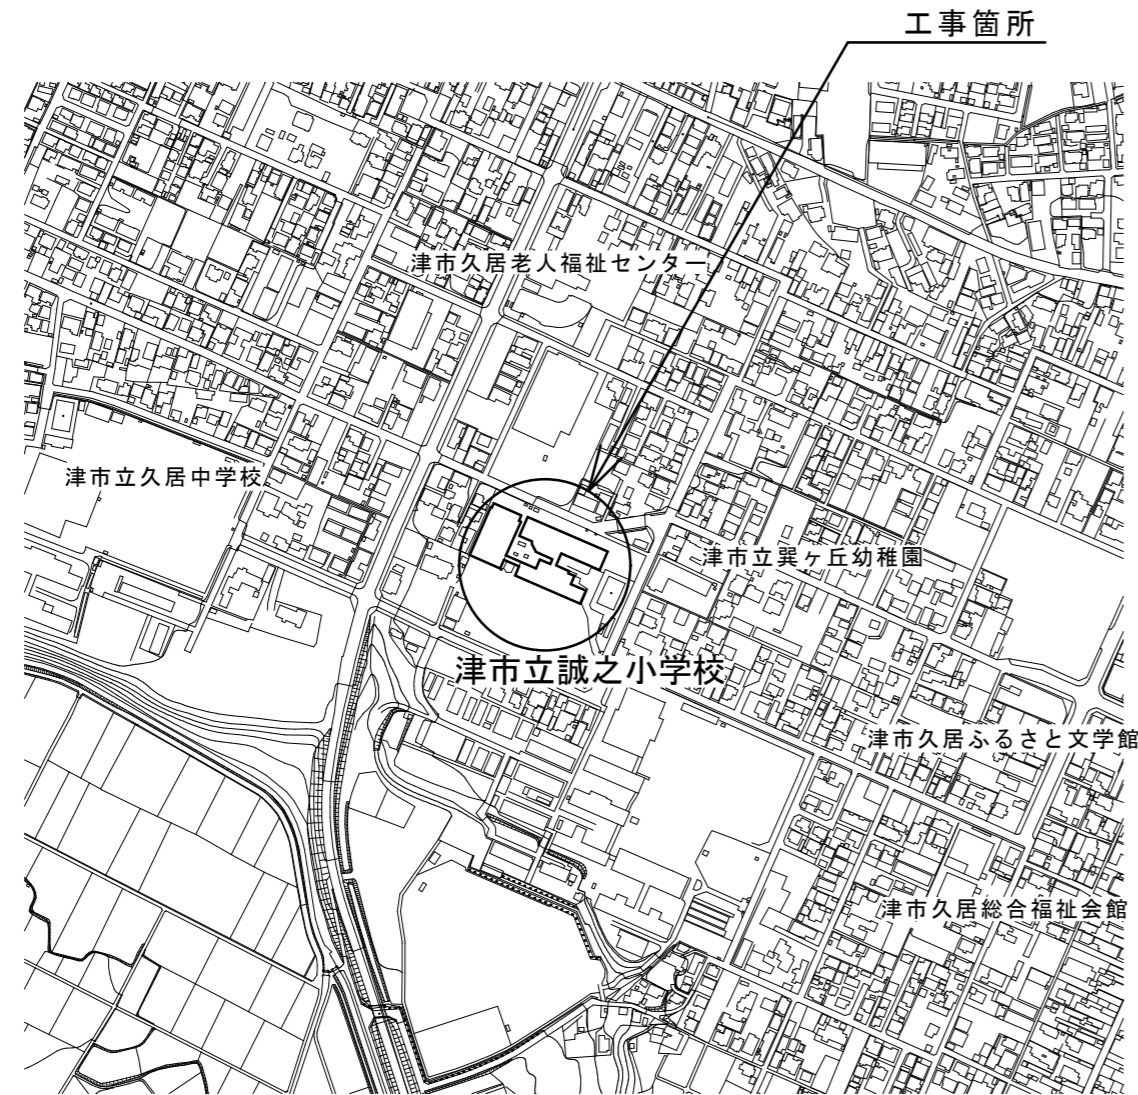 工事箇所
津市久居老人福祉センター
津市立久居中学校
津市立巽ヶ丘幼稚園
津市立誠之小学校
津市久居ふるさと文学館
津市久居総合福祉会館